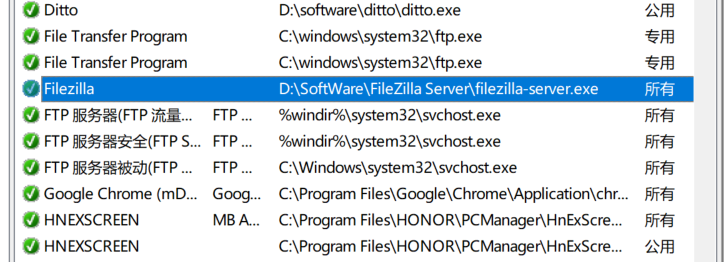 Ditto D:\software\ditto\ditto.exe 公用
File Transfer Program C:\windows\system32\ftp.exe 专用
File Transfer Program C:\windows\system32\ftp.exe 专用
Filezilla D:\SoftWare\FileZilla Server\filezilla-server.exe 所有
FTP 服务器(FTP 流量... FTP ... %windir%\system32\svchost.exe 所有
FTP 服务器安全(FTP S... FTP ... %windir%\system32\svchost.exe 所有
FTP 服务器被动(FTP ... FTP ... C:\Windows\system32\svchost.exe 所有
Google Chrome (mD... Goog... C:\Program Files\Google\Chrome\Application\chr... 所有
HNEXSCREEN MB A... C:\Program Files\HONOR\PCManager\HnExScre... 所有
HNEXSCREEN C:\Program Files\HONOR\PCManager\HnExScre... 公用